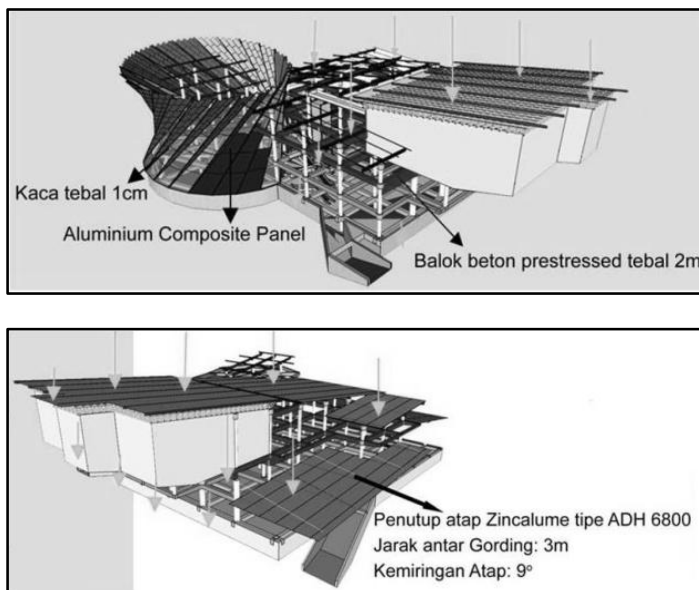 Kaca tebal 1cm
Aluminium Composite Panel
Balok beton prestressed tebal 2m
Penutup atap Zincalume tipe ADH 6800
Jarak antar Gording: 3m
Kemiringan Atap: 9°